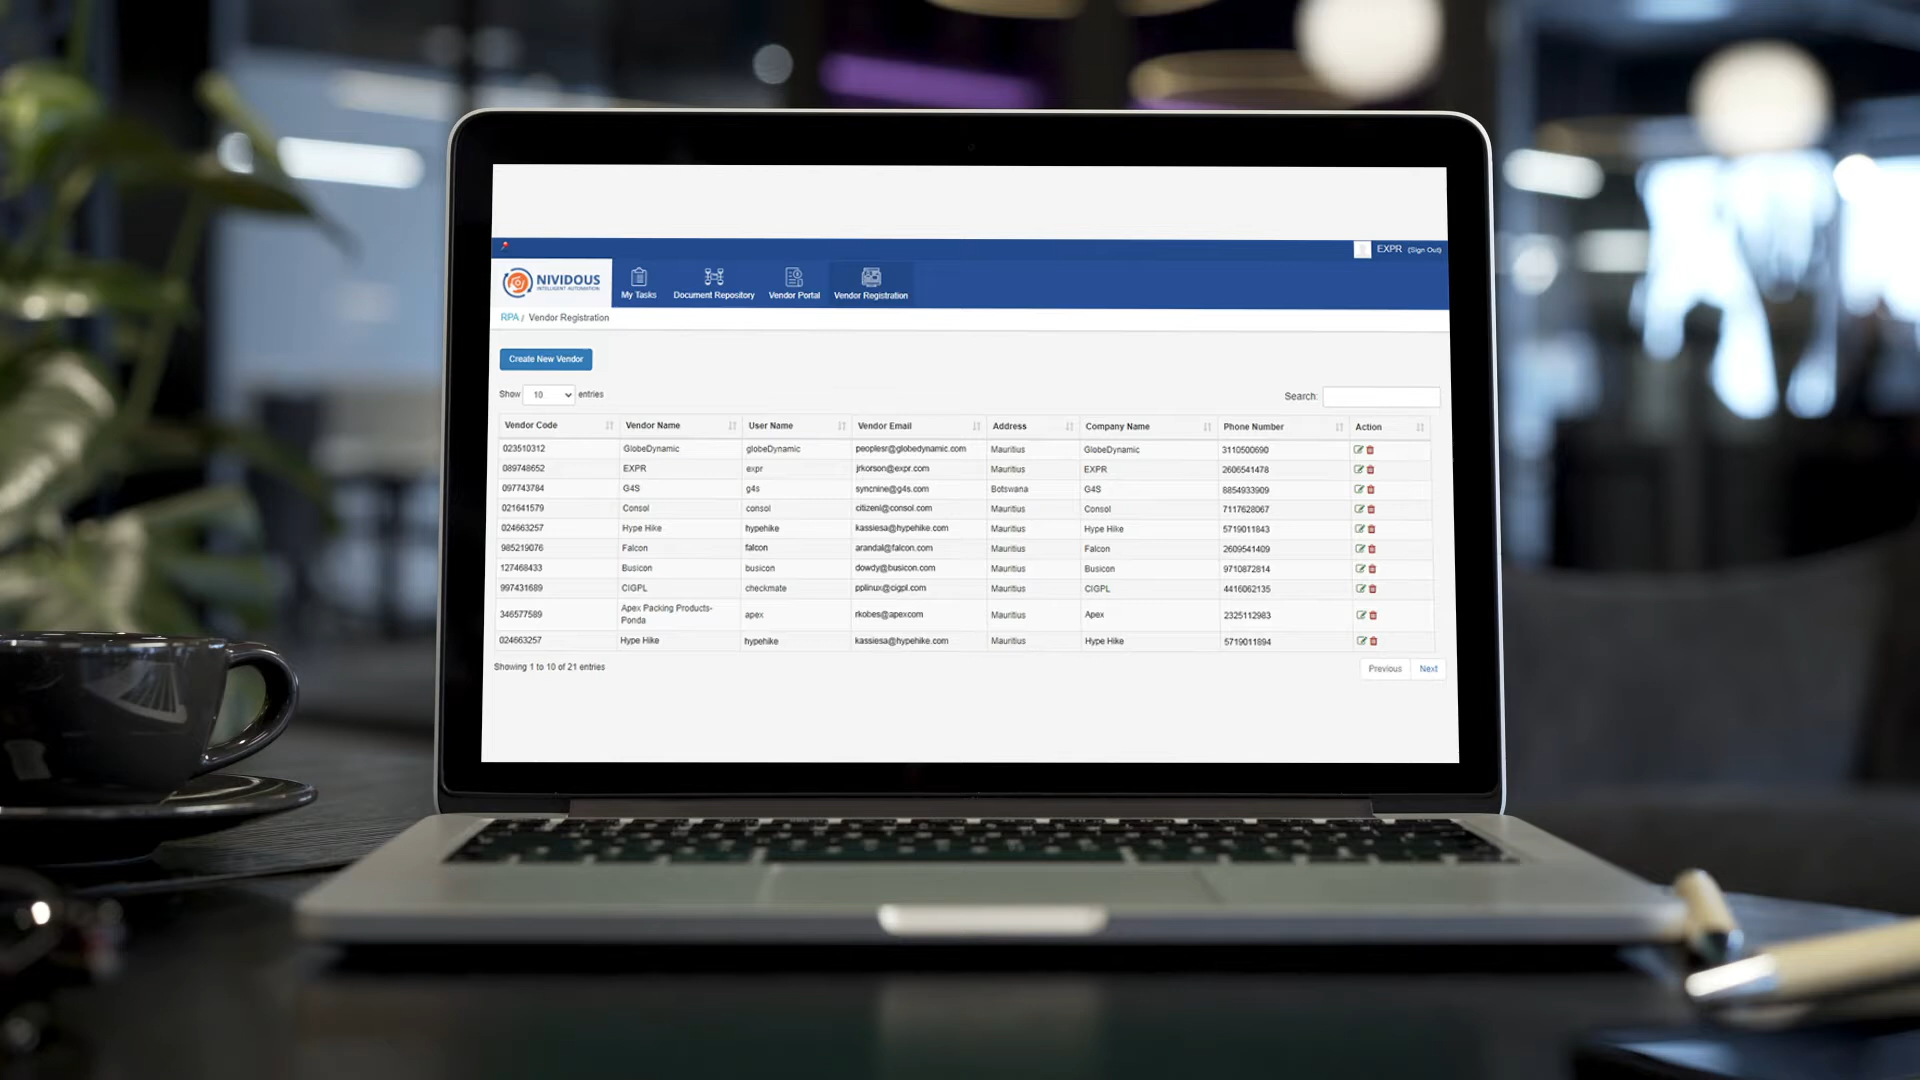 EXPR (Sign Out)
NIVIDOUS
INTELLIGENT AUTOMATION
My Tasks Document Repository Vendor Portal Vendor Registration
RPA / Vendor Registration
Create New Vendor
Show 10 entries Search:
Vendor Code Vendor Name User Name Vendor Email Address Company Name Phone Number Action
023510312 GlobeDynamic globeDynamic peoplesr@globedynamic.com Mauritius GlobeDynamic 3110500690
089748652 EXPR expr jrkorson@expr.com Mauritius EXPR 2606541478
097743784 G4S g4s syncnine@g4s.com Botswana G4S 8854933909
021641579 Consol consol citizenl@consol.com Mauritius Consol 7117628067
024663257 Hype Hike hypehike kassiesa@hypehike.com Mauritius Hype Hike 5719011843
985219076 Falcon falcon arandal@falcon.com Mauritius Falcon 2609541409
127468433 Busicon busicon dowdy@busicon.com Mauritius Busicon 9710872814
997431689 CIGPL checkmate pplinux@cigpl.com Mauritius CIGPL 4416062135
346577589 Apex Packing Products-
Ponda apex rkobes@apexcom Mauritius Apex 2325112983
024663257 Hype Hike hypehike kassiesa@hypehike.com Mauritius Hype Hike 5719011894
Showing 1 to 10 of 21 entries Previous Next